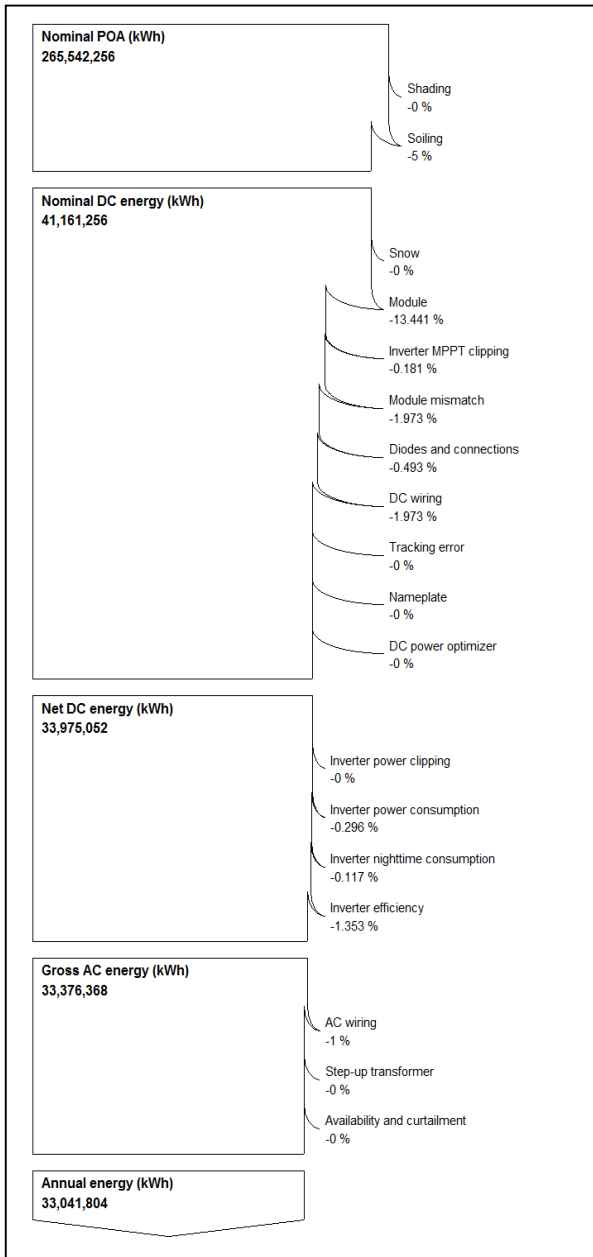 Nominal POA (kWh)
265,542,256
Shading
-0 %
Soiling
-5 %
Nominal DC energy (kWh)
41,161,256
Snow
-0 %
Module
-13.441 %
Inverter MPPT clipping
-0.181 %
Module mismatch
-1.973 %
Diodes and connections
-0.493 %
DC wiring
-1.973 %
Tracking error
-0 %
Nameplate
-0 %
DC power optimizer
-0 %
Net DC energy (kWh)
33,975,052
Inverter power clipping
-0 %
Inverter power consumption
-0.296 %
Inverter nighttime consumption
-0.117 %
Inverter efficiency
-1.353 %
Gross AC energy (kWh)
33,376,368
AC wiring
-1 %
Step-up transformer
-0 %
Availability and curtailment
-0 %
Annual energy (kWh)
33,041,804